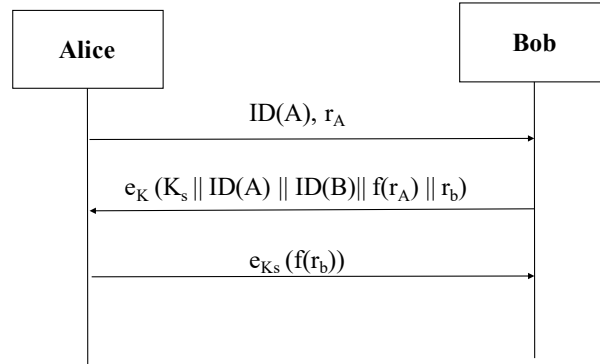 Alice
Bob
ID(A), r_A
e_K (K_s || ID(A) || ID(B)|| f(r_A) || r_b)
e_Ks (f(r_b))